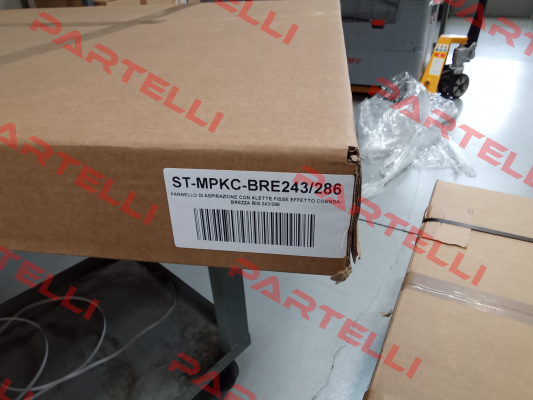 PARTELLI
PARTELLI
PARTELLI
PARTELLI
PARTELLI
PARTELLI
ST-MPKC-BRE243/286
PANNELLO DI ASPIRAZIONE CON ALETTE FISSE EFFETTO COANDA-
BREZZA BIG 243/286